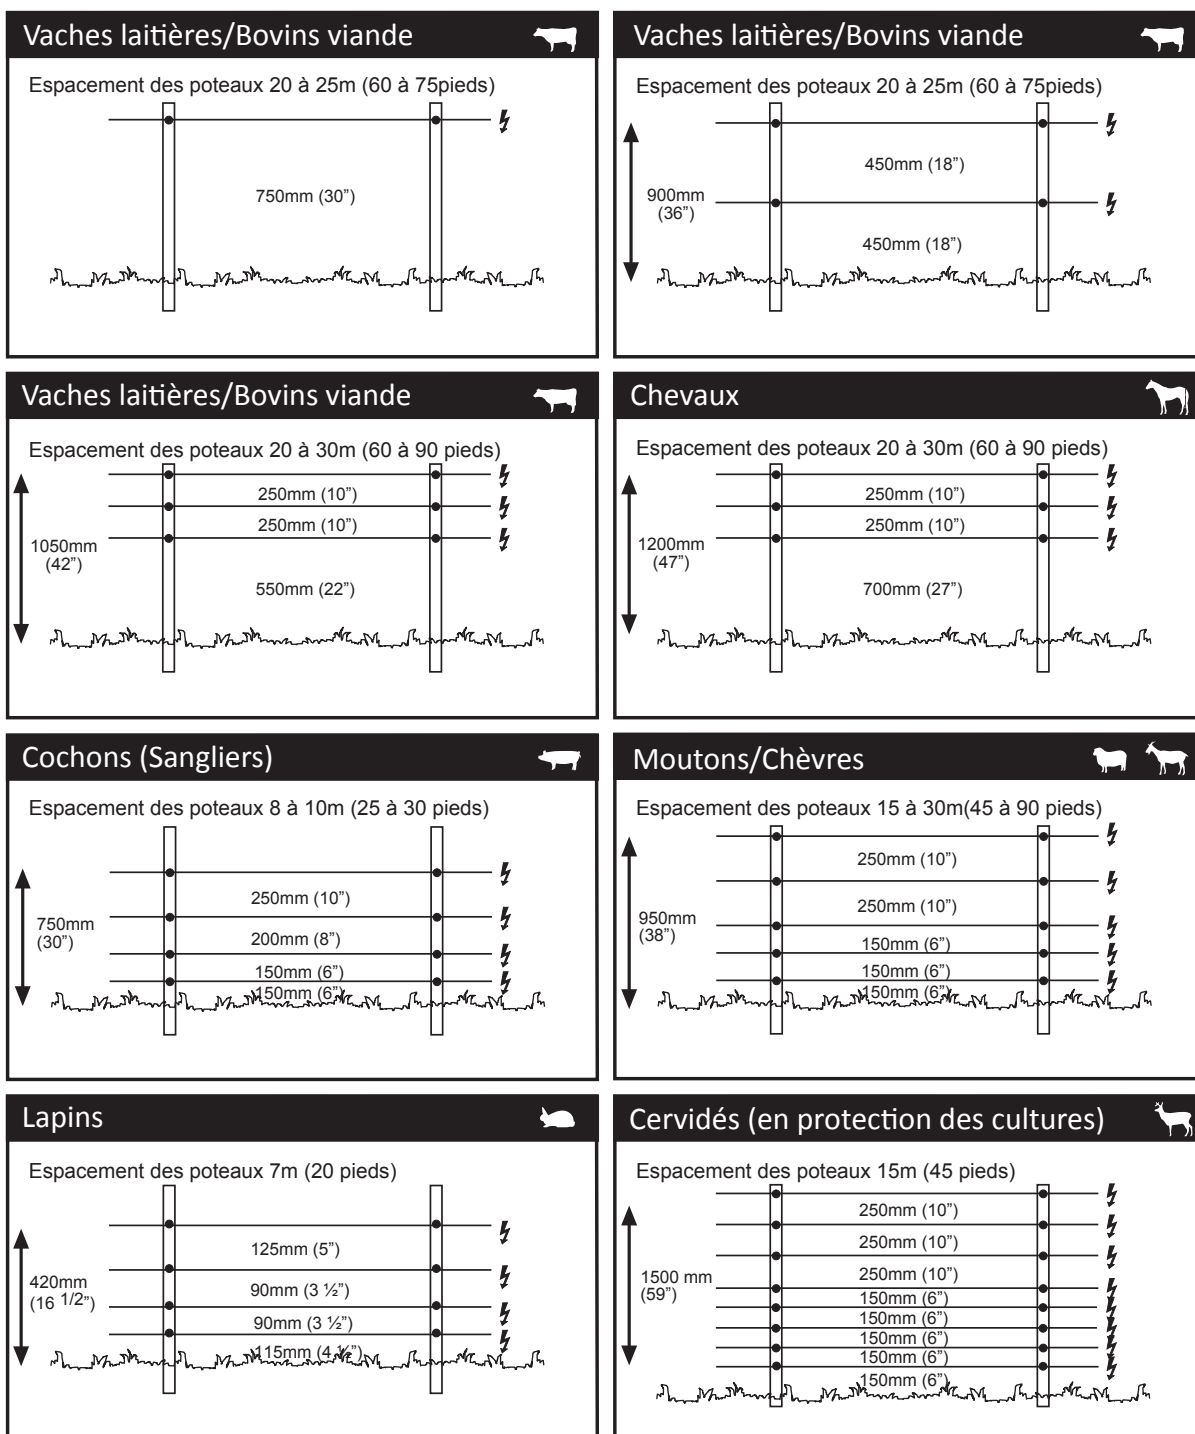 Vaches laitières/Bovins viande
Espacement des poteaux 20 à 25m (60 à 75pieds)
750mm (30”)
Vaches laitières/Bovins viande
Espacement des poteaux 20 à 25m (60 à 75pieds)
450mm (18”)
900mm
(36”)
450mm (18”)
Vaches laitières/Bovins viande
Espacement des poteaux 20 à 30m (60 à 90 pieds)
250mm (10”)
250mm (10”)
1050mm
(42”)
550mm (22”)
Chevaux
Espacement des poteaux 20 à 30m (60 à 90 pieds)
250mm (10”)
250mm (10”)
1200mm
(47”)
700mm (27”)
Cochons (Sangliers)
Espacement des poteaux 8 à 10m (25 à 30 pieds)
250mm (10”)
750mm
(30”)
200mm (8”)
150mm (6”)
150mm (6”)
Moutons/Chèvres
Espacement des poteaux 15 à 30m(45 à 90 pieds)
250mm (10”)
250mm (10”)
950mm
(38”)
150mm (6”)
150mm (6”)
150mm (6”)
Lapins
Espacement des poteaux 7m (20 pieds)
125mm (5”)
420mm
(16 1/2”)
90mm (3 ½”)
90mm (3 ½”)
115mm (4 ½”)
Cervidés (en protection des cultures)
Espacement des poteaux 15m (45 pieds)
250mm (10”)
250mm (10”)
250mm (10”)
1500 mm
(59”)
150mm (6”)
150mm (6”)
150mm (6”)
150mm (6”)
150mm (6”)